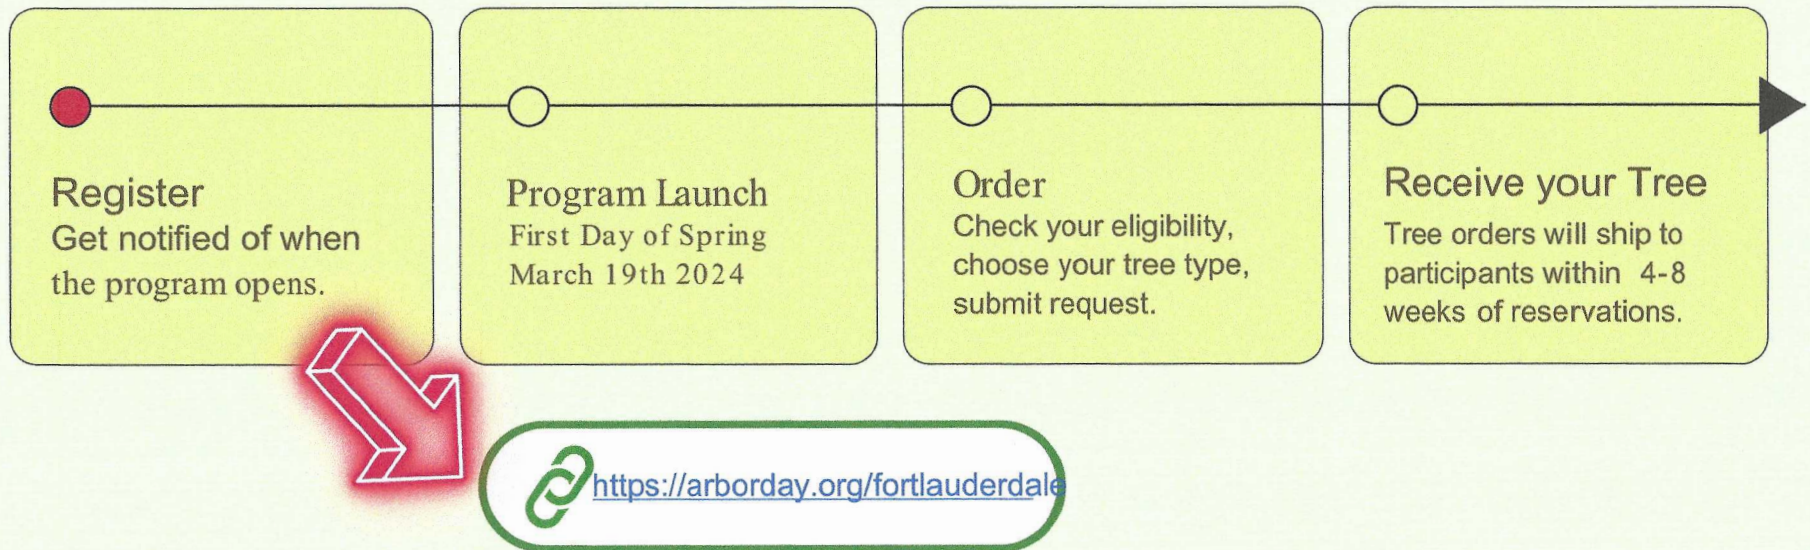 Register
Get notified of when
the program opens.
Program Launch
First Day of Spring
March 19th 2024
Order
Check your eligibility,
choose your tree type,
submit request.
Receive your Tree
Tree orders will ship to
participants within 4-8
weeks of reservations.
https://arborday.org/fortlauderdale